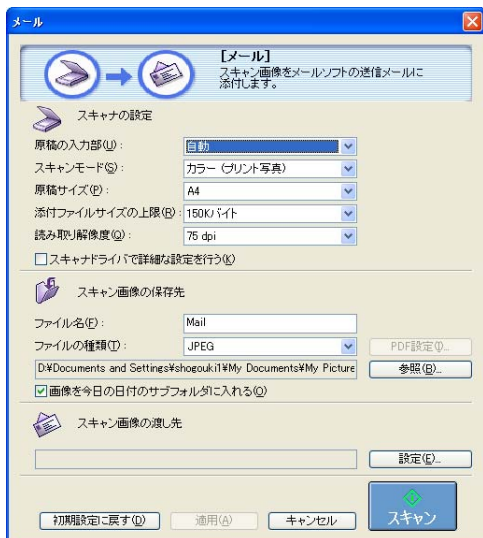 メール
[メール]
スキャン画像をメールソフトの送信メールに
添付します。
スキャナの設定
原稿の入力部(U): 自動
スキャンモード(S): カラー (プリント写真)
原稿サイズ(P): A4
添付ファイルサイズの上限(R): 150Kバイト
読み取り解像度(Q): 75 dpi
スキャナドライバで詳細な設定を行う(K)
スキャン画像の保存先
ファイル名(F): Mail
ファイルの種類(T): JPEG PDF設定(I)...
D:¥Documents and Settings¥shogouki1¥My Documents¥My Picture 参照(B)...
画像を今日の日付のサブフォルダに入れる(O)
スキャン画像の渡し先
設定(E)...
初期設定に戻す(D) 適用(A) キャンセル スキャン